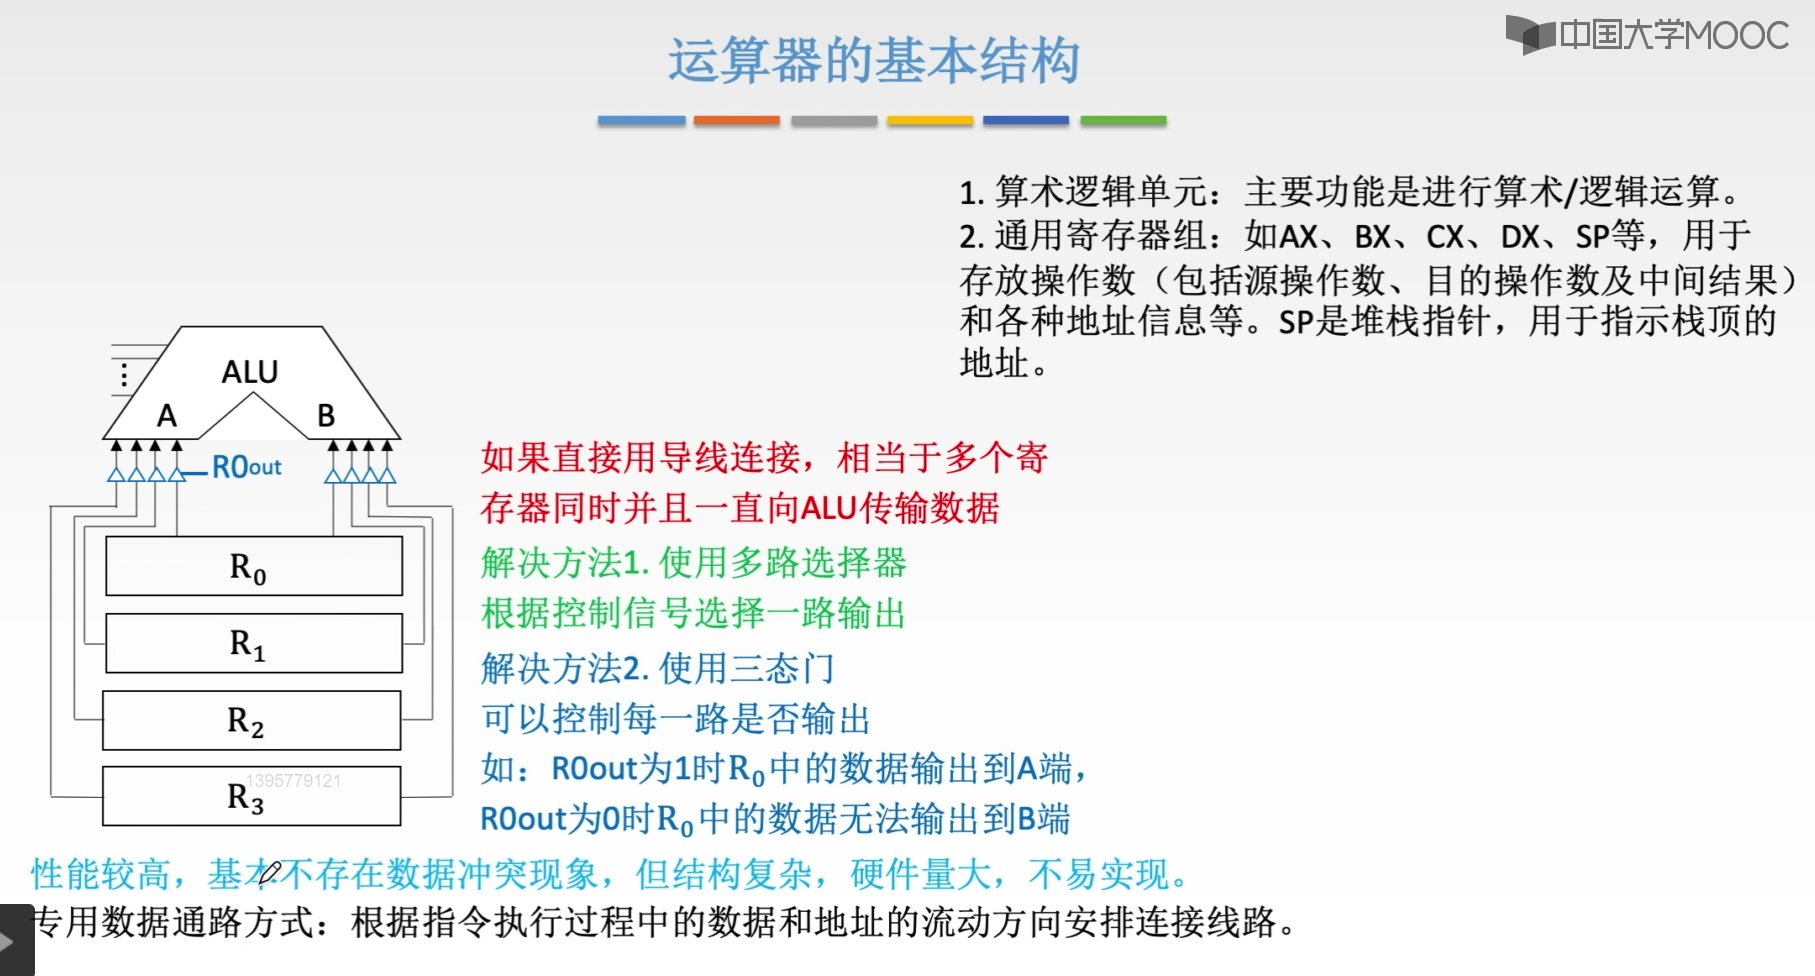 中国大学MOOC
运算器的基本结构
1. 算术逻辑单元：主要功能是进行算术/逻辑运算。
2. 通用寄存器组：如AX、BX、CX、DX、SP等，用于
存放操作数（包括源操作数、目的操作数及中间结果）
和各种地址信息等。SP是堆栈指针，用于指示栈顶的
地址。
ALU
A
B
R0out
R₀
R₁
R₂
R₃
1395779121
如果直接用导线连接，相当于多个寄
存器同时并且一直向ALU传输数据
解决方法1. 使用多路选择器
根据控制信号选择一路输出
解决方法2. 使用三态门
可以控制每一路是否输出
如：R0out为1时R₀中的数据输出到A端，
R0out为0时R₀中的数据无法输出到B端
性能较高，基本不存在数据冲突现象，但结构复杂，硬件量大，不易实现。
专用数据通路方式：根据指令执行过程中的数据和地址的流动方向安排连接线路。